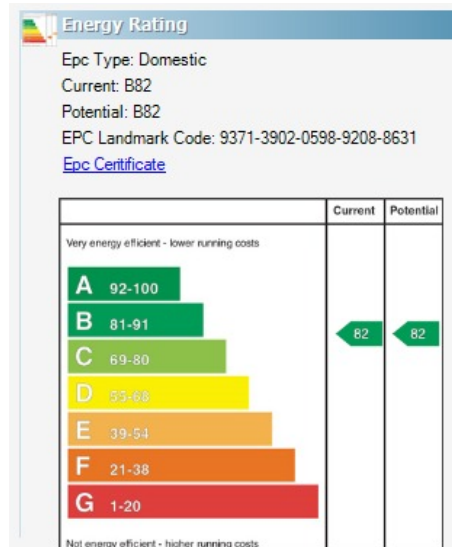 Energy Rating
Epc Type: Domestic
Current: B82
Potential: B82
EPC Landmark Code: 9371-3902-0598-9208-8631
Epc Ceritificate
Current Potential
Very energy efficient - lower running costs
A 92-100
B 81-91 82 82
C 69-80
D 55-68
E 39-54
F 21-38
G 1-20
Not energy efficient - higher running costs